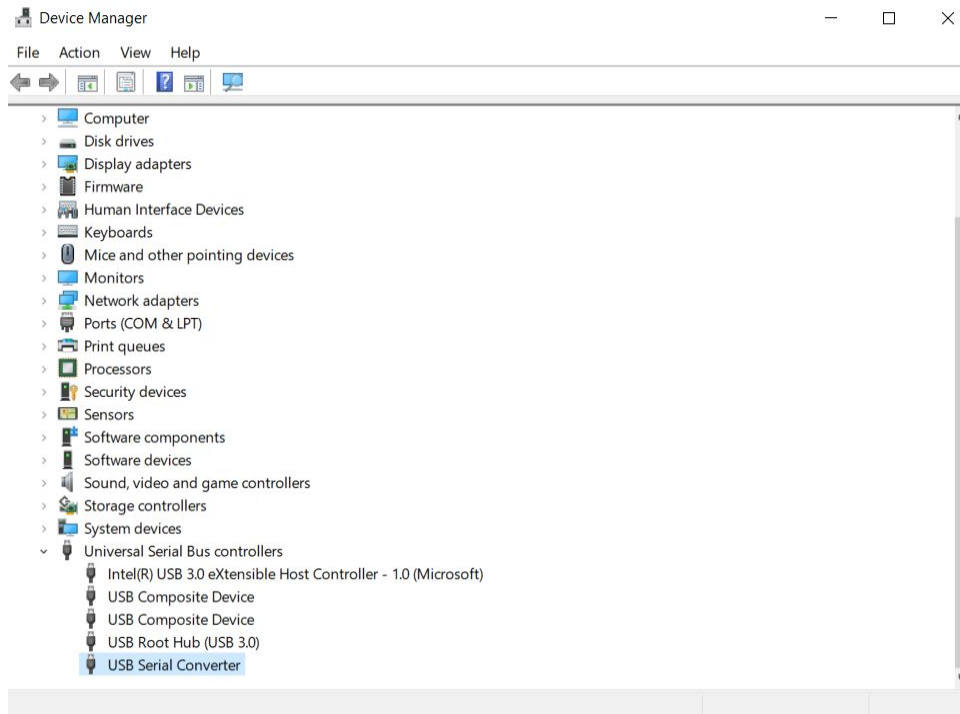 Device Manager
File Action View Help
Computer
Disk drives
Display adapters
Firmware
Human Interface Devices
Keyboards
Mice and other pointing devices
Monitors
Network adapters
Ports (COM & LPT)
Print queues
Processors
Security devices
Sensors
Software components
Software devices
Sound, video and game controllers
Storage controllers
System devices
Universal Serial Bus controllers
Intel(R) USB 3.0 eXtensible Host Controller - 1.0 (Microsoft)
USB Composite Device
USB Composite Device
USB Root Hub (USB 3.0)
USB Serial Converter